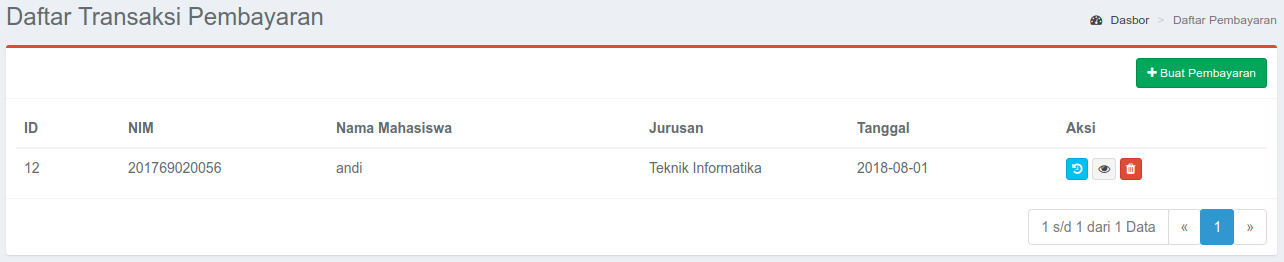 Daftar Transaksi Pembayaran
Dasbor > Daftar Pembayaran
+ Buat Pembayaran
ID NIM Nama Mahasiswa Jurusan Tanggal Aksi
12 201769020056 andi Teknik Informatika 2018-08-01
1 s/d 1 dari 1 Data « 1 »